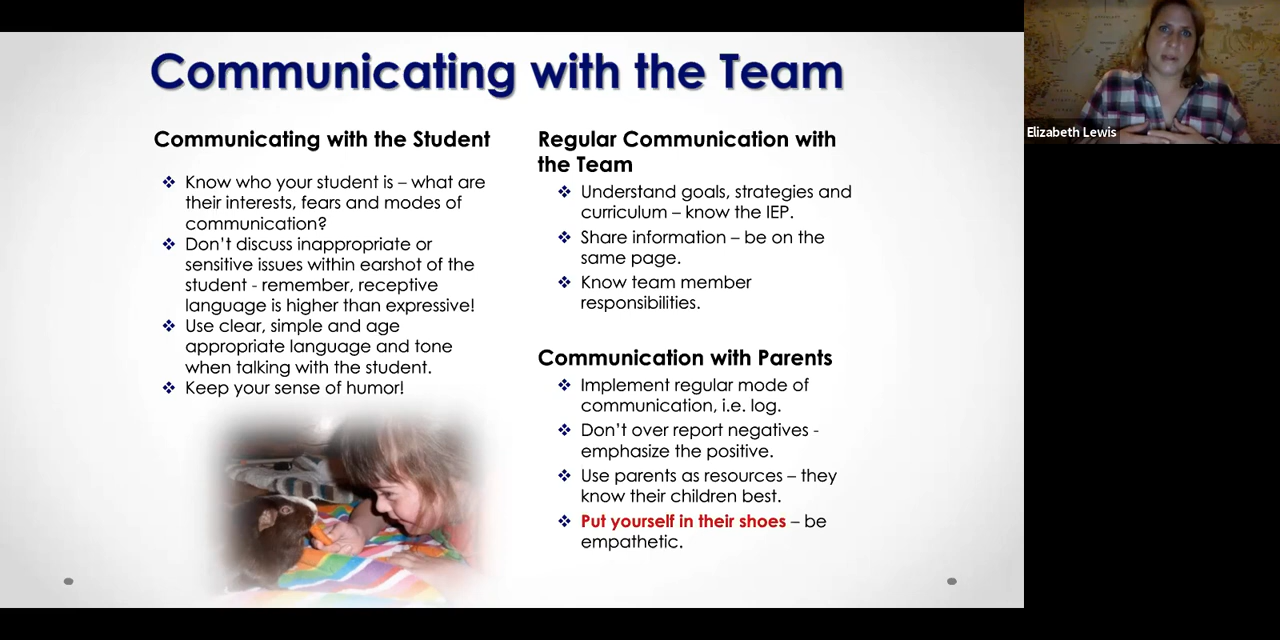 Communicating with the Team
Communicating with the Student
❖ Know who your student is – what are
their interests, fears and modes of
communication?
❖ Don't discuss inappropriate or
sensitive issues within earshot of the
student - remember, receptive
language is higher than expressive!
❖ Use clear, simple and age
appropriate language and tone
when talking with the student.
❖ Keep your sense of humor!
Regular Communication with
the Team
❖ Understand goals, strategies and
curriculum – know the IEP.
❖ Share information – be on the
same page.
❖ Know team member
responsibilities.
Communication with Parents
❖ Implement regular mode of
communication, i.e. log.
❖ Don't over report negatives -
emphasize the positive.
❖ Use parents as resources – they
know their children best.
❖ Put yourself in their shoes – be
empathetic.
Elizabeth Lewis